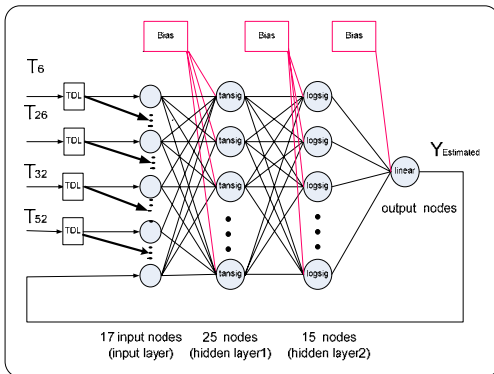 Bias Bias Bias
T6
TDL tansig logsig
T26
TDL tansig logsig
YEstimated
T32
TDL tansig logsig linear
T52
TDL
output nodes
tansig logsig
17 input nodes 25 nodes 15 nodes
(input layer) (hidden layer1) (hidden layer2)